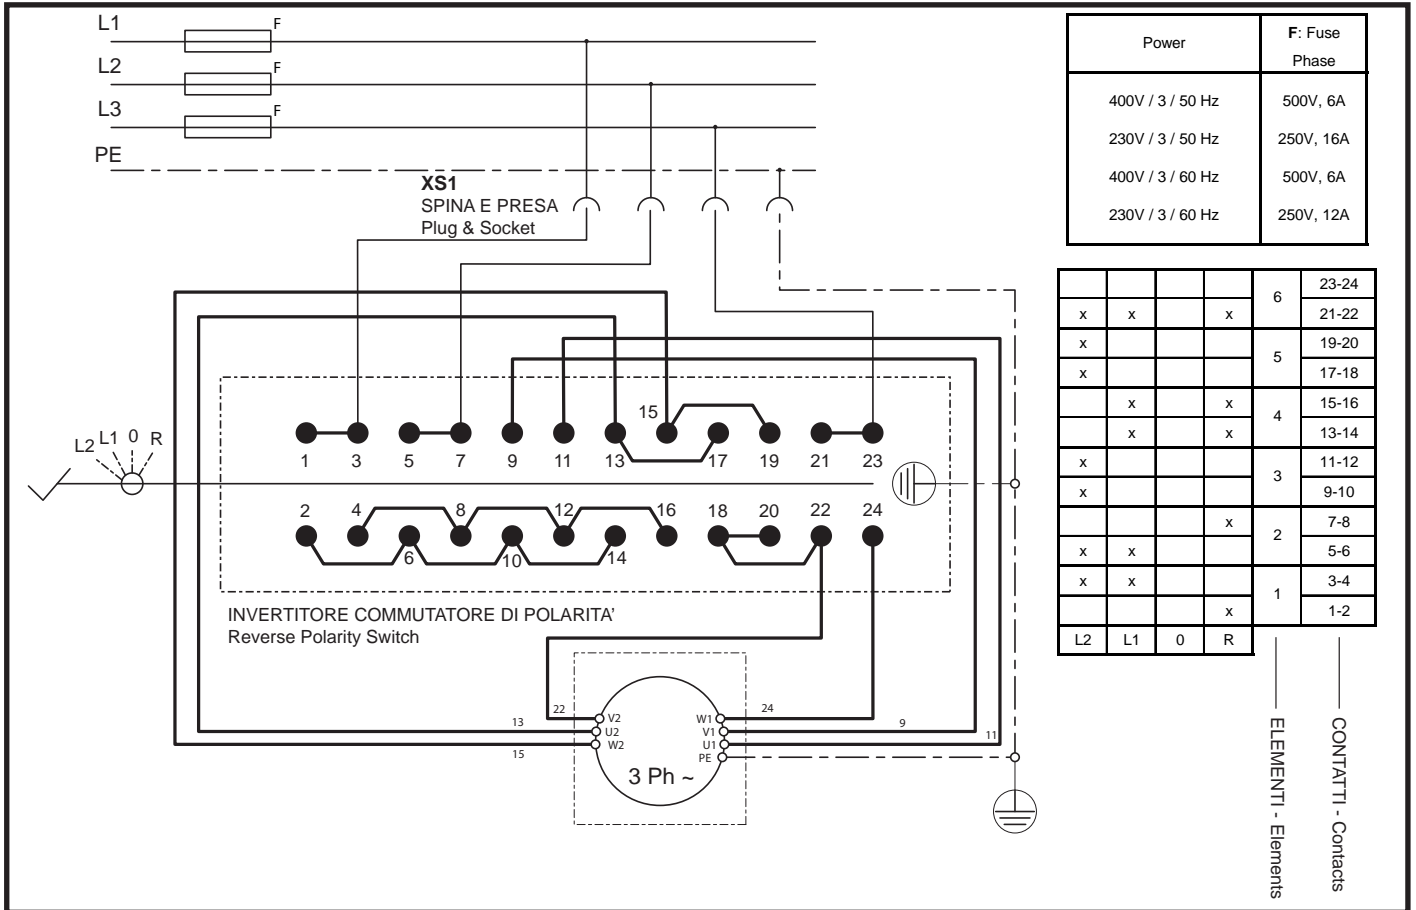 L1
F
L2
F
L3
F
PE
XS1
SPINA E PRESA
Plug & Socket
Power F: Fuse Phase
400V / 3 / 50 Hz 500V, 6A
230V / 3 / 50 Hz 250V, 16A
400V / 3 / 60 Hz 500V, 6A
230V / 3 / 60 Hz 250V, 12A
6 23-24
x x x 21-22
x 5 19-20
x 17-18
x x 4 15-16
x x 13-14
x 3 11-12
x 9-10
x 2 7-8
x x 5-6
x x 1 3-4
x 1-2
L2 L1 0 R
ELEMENTI - Elements
CONTATTI - Contacts
L2 L1 0 R
15
1 3 5 7 9 11 13 17 19 21 23
2 4 8 12 16 18 20 22 24
6 10 14
INVERTITORE COMMUTATORE DI POLARITA’
Reverse Polarity Switch
22 V2 W1 24
13 U2 V1 9
15 W2 U1 11
PE
3 Ph ~